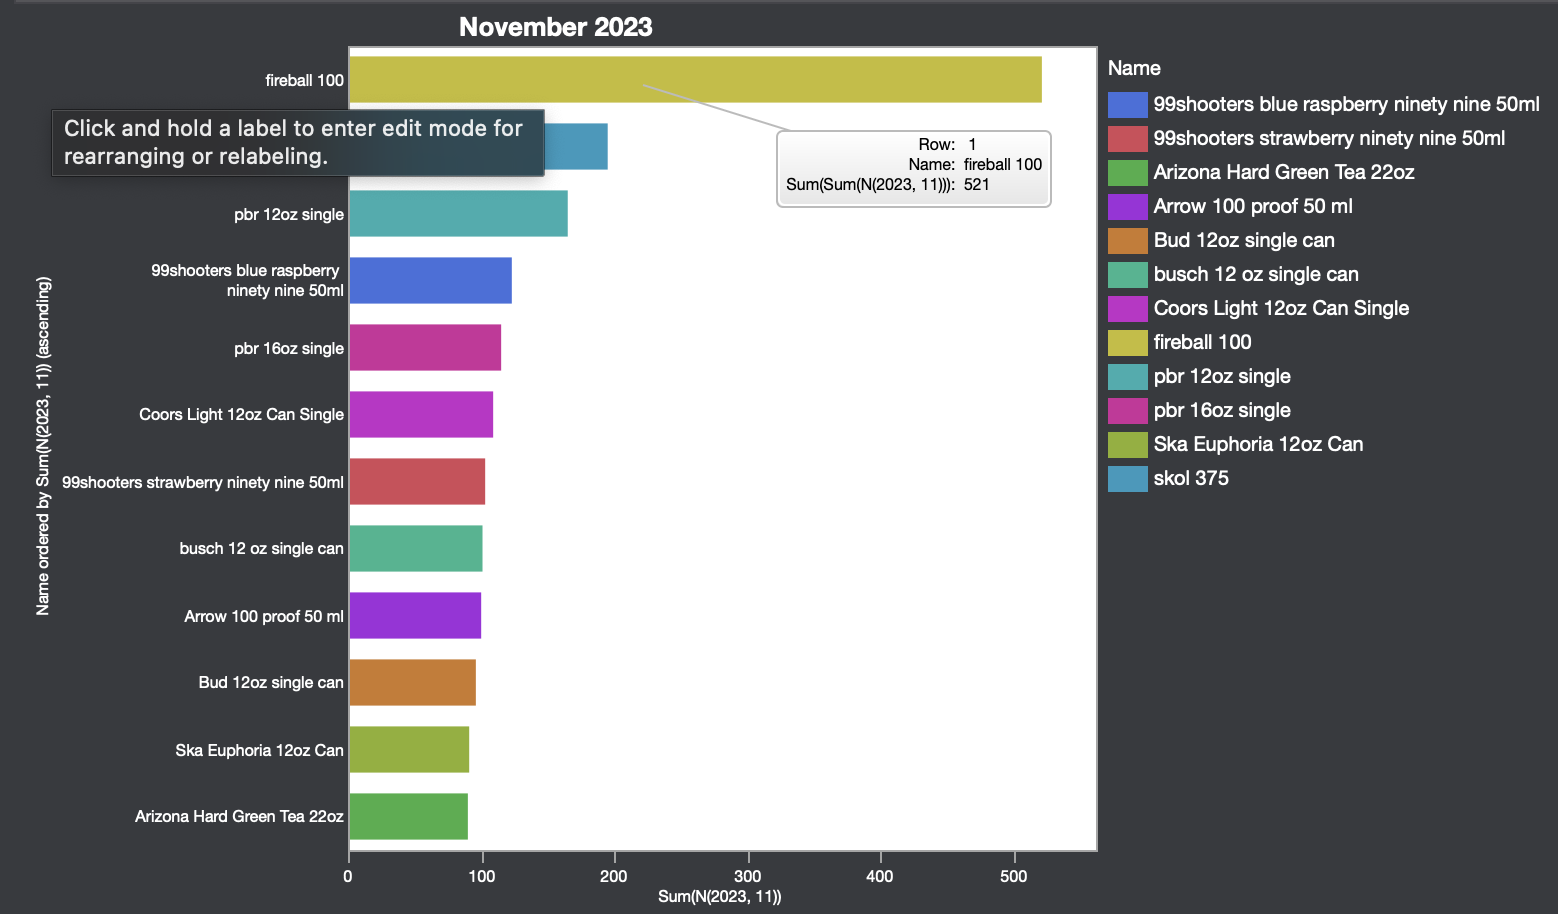 November 2023
fireball 100
Click and hold a label to enter edit mode for
rearranging or relabeling.
pbr 12oz single
99shooters blue raspberry
ninety nine 50ml
pbr 16oz single
Coors Light 12oz Can Single
99shooters strawberry ninety nine 50ml
busch 12 oz single can
Arrow 100 proof 50 ml
Bud 12oz single can
Ska Euphoria 12oz Can
Arizona Hard Green Tea 22oz
Name ordered by Sum(N(2023, 11)) (ascending)
Row: 1
Name: fireball 100
Sum(Sum(N(2023, 11))): 521
0 100 200 300 400 500
Sum(N(2023, 11))
Name
99shooters blue raspberry ninety nine 50ml
99shooters strawberry ninety nine 50ml
Arizona Hard Green Tea 22oz
Arrow 100 proof 50 ml
Bud 12oz single can
busch 12 oz single can
Coors Light 12oz Can Single
fireball 100
pbr 12oz single
pbr 16oz single
Ska Euphoria 12oz Can
skol 375